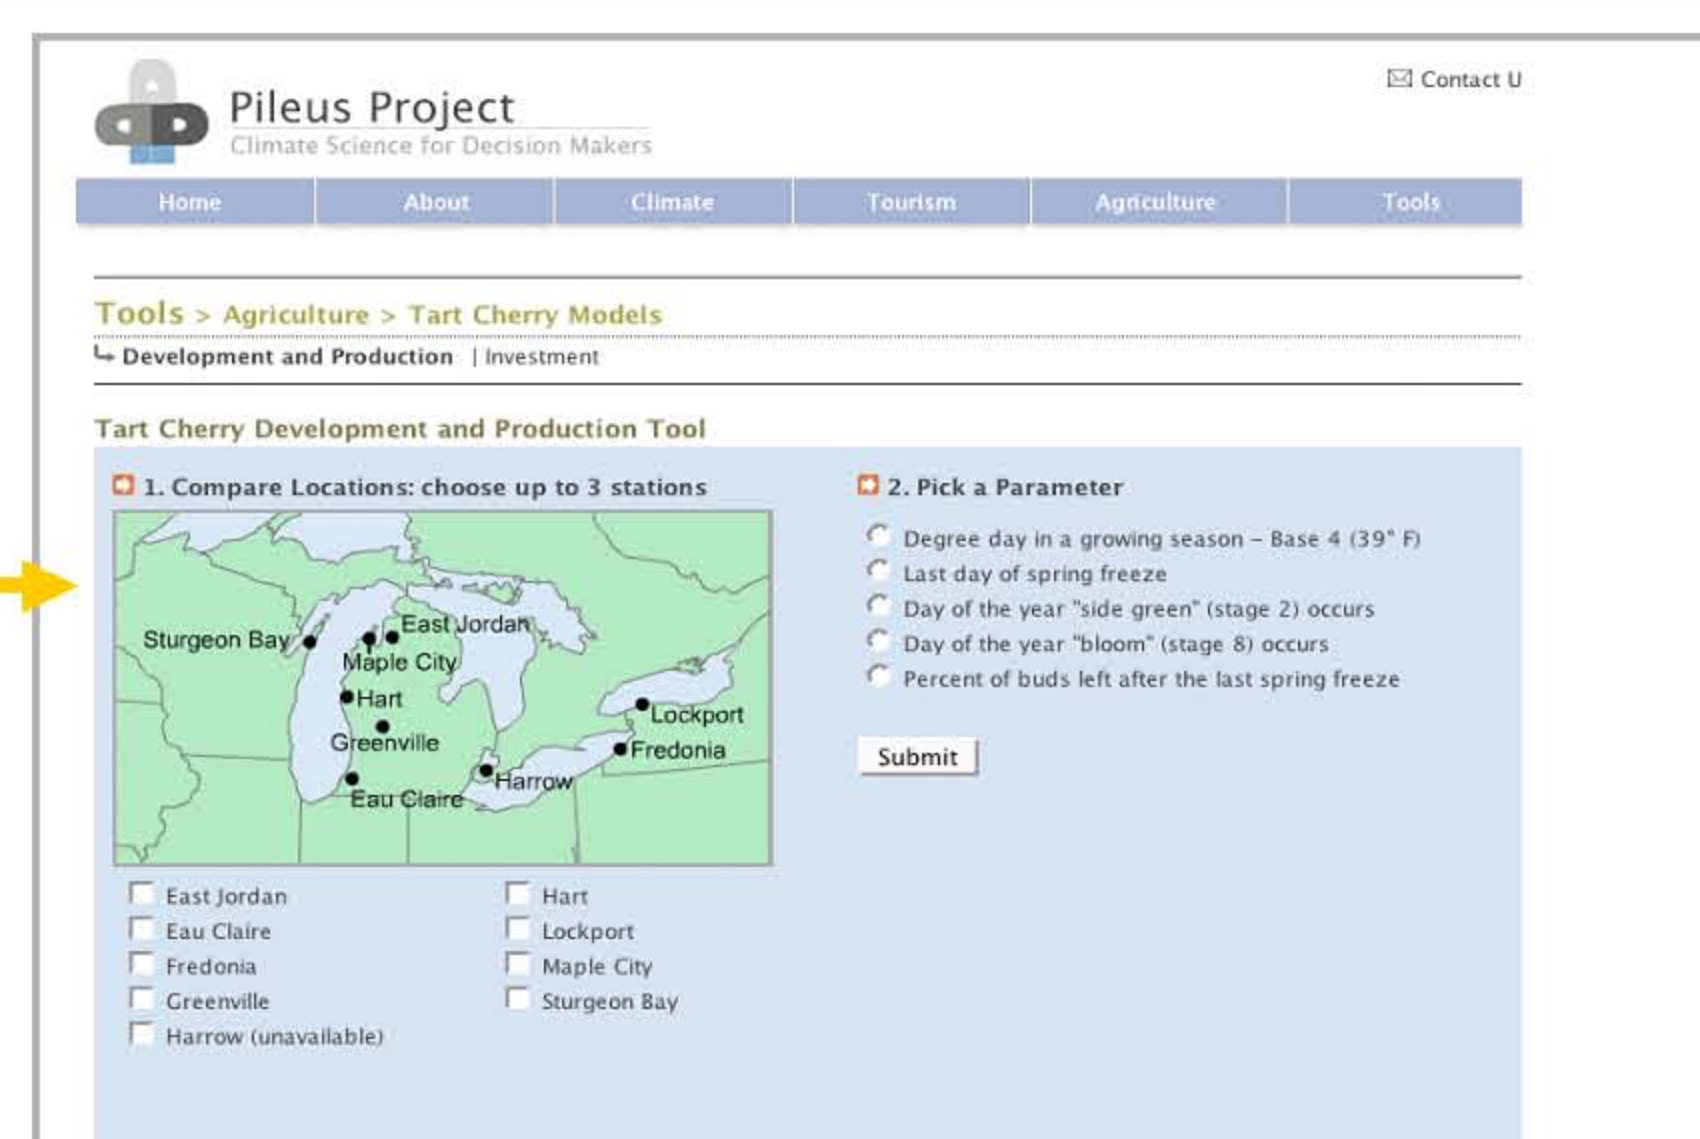 Contact U
Pileus Project
Climate Science for Decision Makers
Home About Climate Tourism Agriculture Tools
Tools > Agriculture > Tart Cherry Models
Development and Production | Investment
Tart Cherry Development and Production Tool
1. Compare Locations: choose up to 3 stations
Sturgeon Bay
East Jordan
Maple City
Hart
Greenville
Eau Claire
Harrow
Lockport
Fredonia
East Jordan
Eau Claire
Fredonia
Greenville
Harrow (unavailable)
Hart
Lockport
Maple City
Sturgeon Bay
2. Pick a Parameter
Degree day in a growing season – Base 4 (39° F)
Last day of spring freeze
Day of the year "side green" (stage 2) occurs
Day of the year "bloom" (stage 8) occurs
Percent of buds left after the last spring freeze
Submit